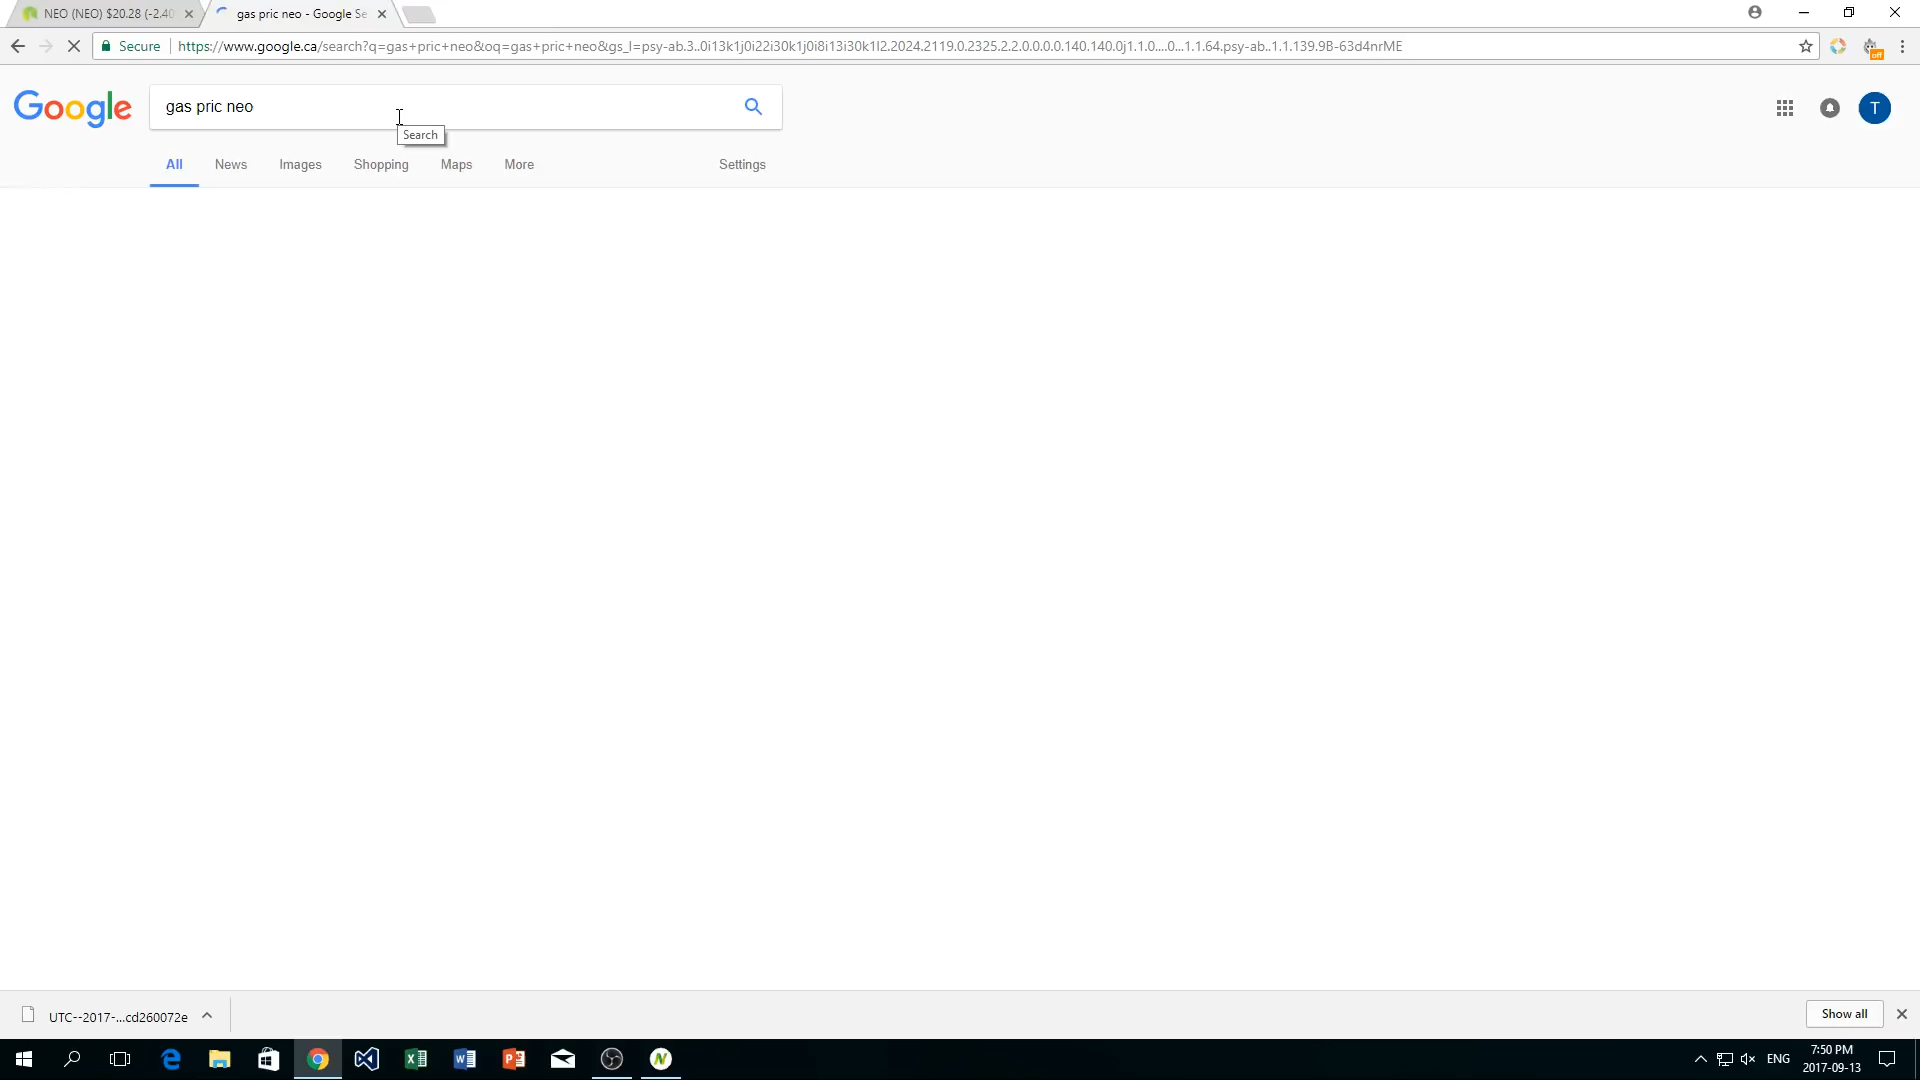 NEO (NEO) $20.28 (-2.40
gas pric neo - Google Se
Secure
https://www.google.ca/search?q=gas+pric+neo&oq=gas+pric+neo&gs_l=psy-ab.3..0i13k1j0i22i30k1j0i8i13i30k1l2.2024.2119.0.2325.2.2.0.0.0.0.140.140.0j1.1.0....0...1.1.64.psy-ab..1.1.139.9B-63d4nrME
off
Google
gas pric neo
T
Search
All
News
Images
Shopping
Maps
More
Settings
UTC--2017-...cd260072e
Show all
ENG
7:50 PM
2017-09-13